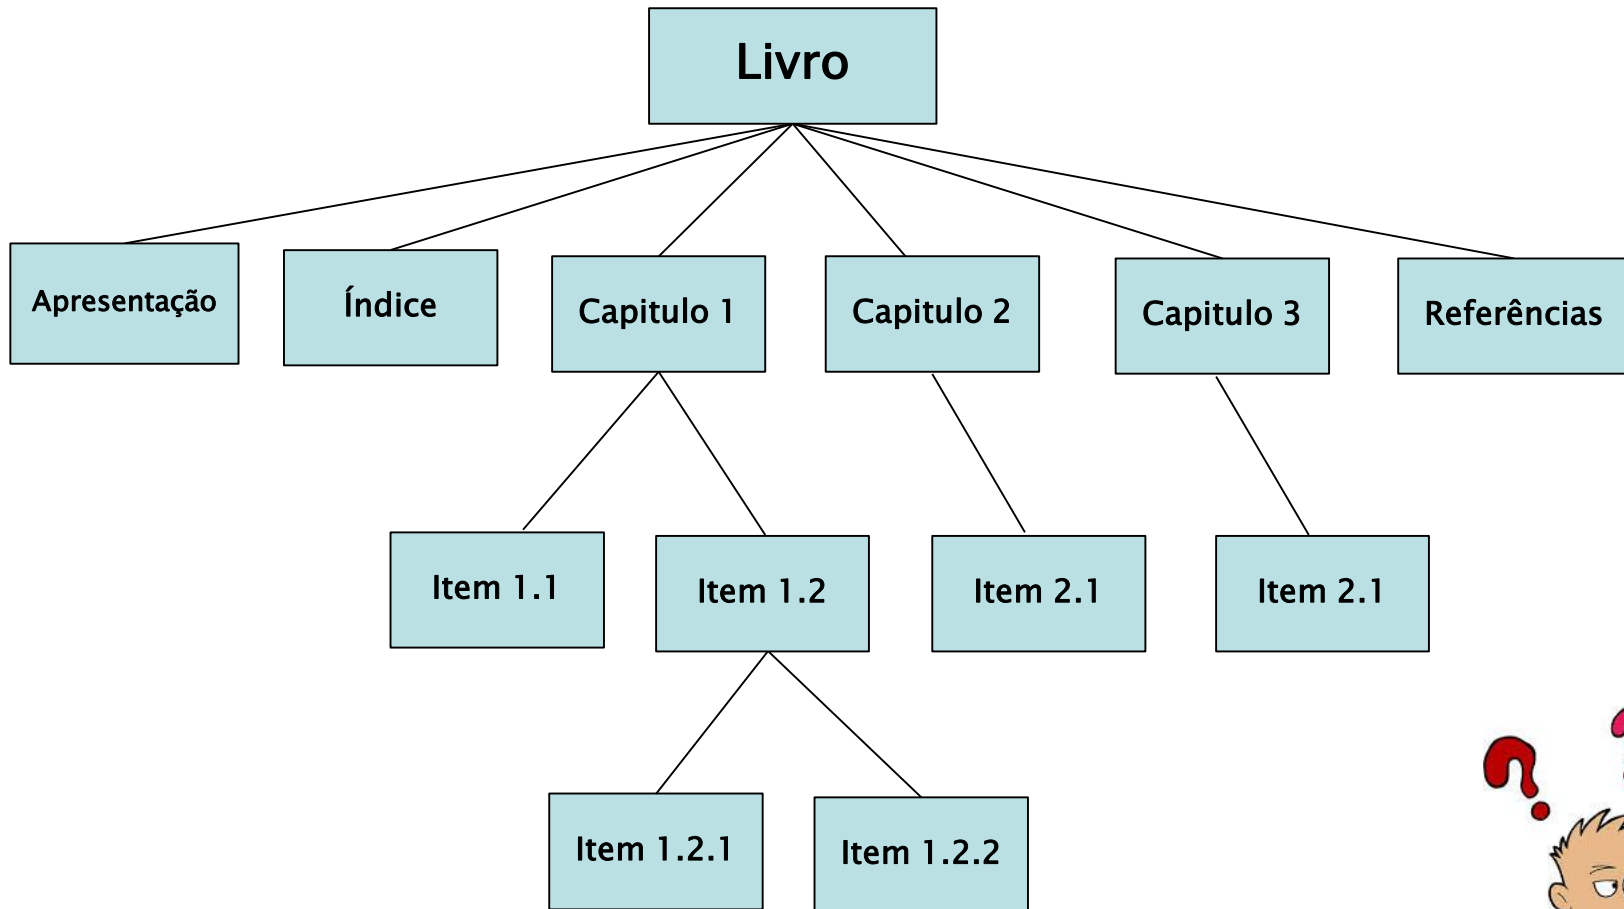 Livro
Apresentação
Índice
Capitulo 1
Capitulo 2
Capitulo 3
Referências
Item 1.1
Item 1.2
Item 2.1
Item 2.1
Item 1.2.1
Item 1.2.2